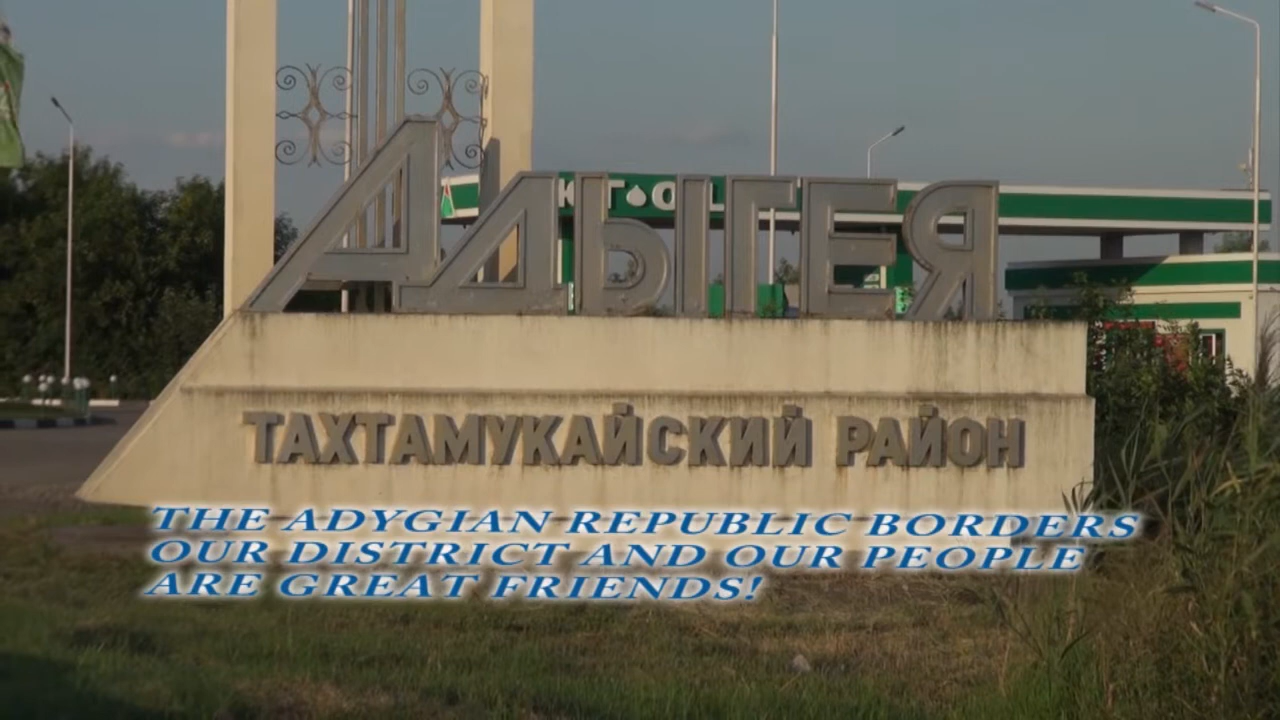 АДЫГЕЯ
ТАХТАМУКАЙСКИЙ РАЙОН
THE ADYGIAN REPUBLIC BORDERS
OUR DISTRICT AND OUR PEOPLE
ARE GREAT FRIENDS!